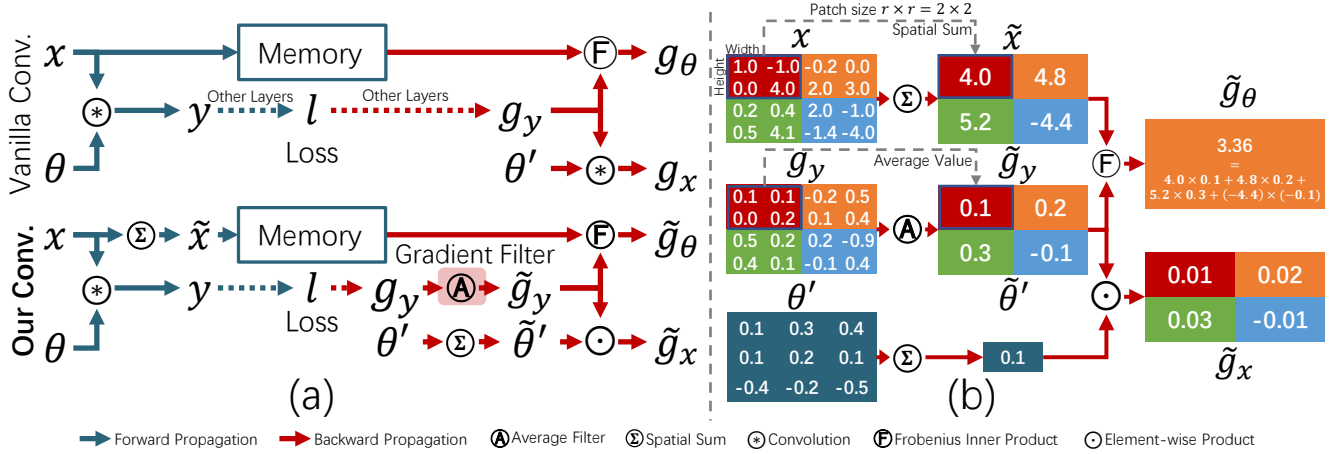 Vanilla Conv.
x
Memory
Ⓕ
g_θ
⊛
y
Other Layers
l
Other Layers
g_y
Loss
θ
θ′
⊛
g_x
Our Conv.
x
Σ
x̃
Memory
Ⓕ
g̃_θ
Gradient Filter
⊛
y
l
g_y
Ⓐ
g̃_y
Loss
θ
θ′
Σ
θ̃′
⊙
g̃_x
(a)
Patch size r × r = 2 × 2
Width
x
Spatial Sum
x̃
Height
1.0 -1.0 -0.2 0.0
0.0 4.0 2.0 3.0
0.2 0.4 2.0 -1.0
0.5 4.1 -1.4 -4.0
Σ
4.0 4.8
5.2 -4.4
g_y
Average Value
g̃_y
0.1 0.1 -0.2 0.5
0.0 0.2 0.1 0.4
0.5 0.2 0.2 -0.9
0.4 0.1 -0.1 0.4
Ⓐ
0.1 0.2
0.3 -0.1
θ′
θ̃′
0.1 0.3 0.4
0.1 0.2 0.1
-0.4 -0.2 -0.5
Σ
0.1
Ⓕ
g̃_θ
3.36
=
4.0 × 0.1 + 4.8 × 0.2 +
5.2 × 0.3 + (−4.4) × (−0.1)
⊙
0.01 0.02
0.03 -0.01
g̃_x
(b)
Forward Propagation
Backward Propagation
Ⓐ Average Filter
Σ Spatial Sum
⊛ Convolution
Ⓕ Frobenius Inner Product
⊙ Element-wise Product